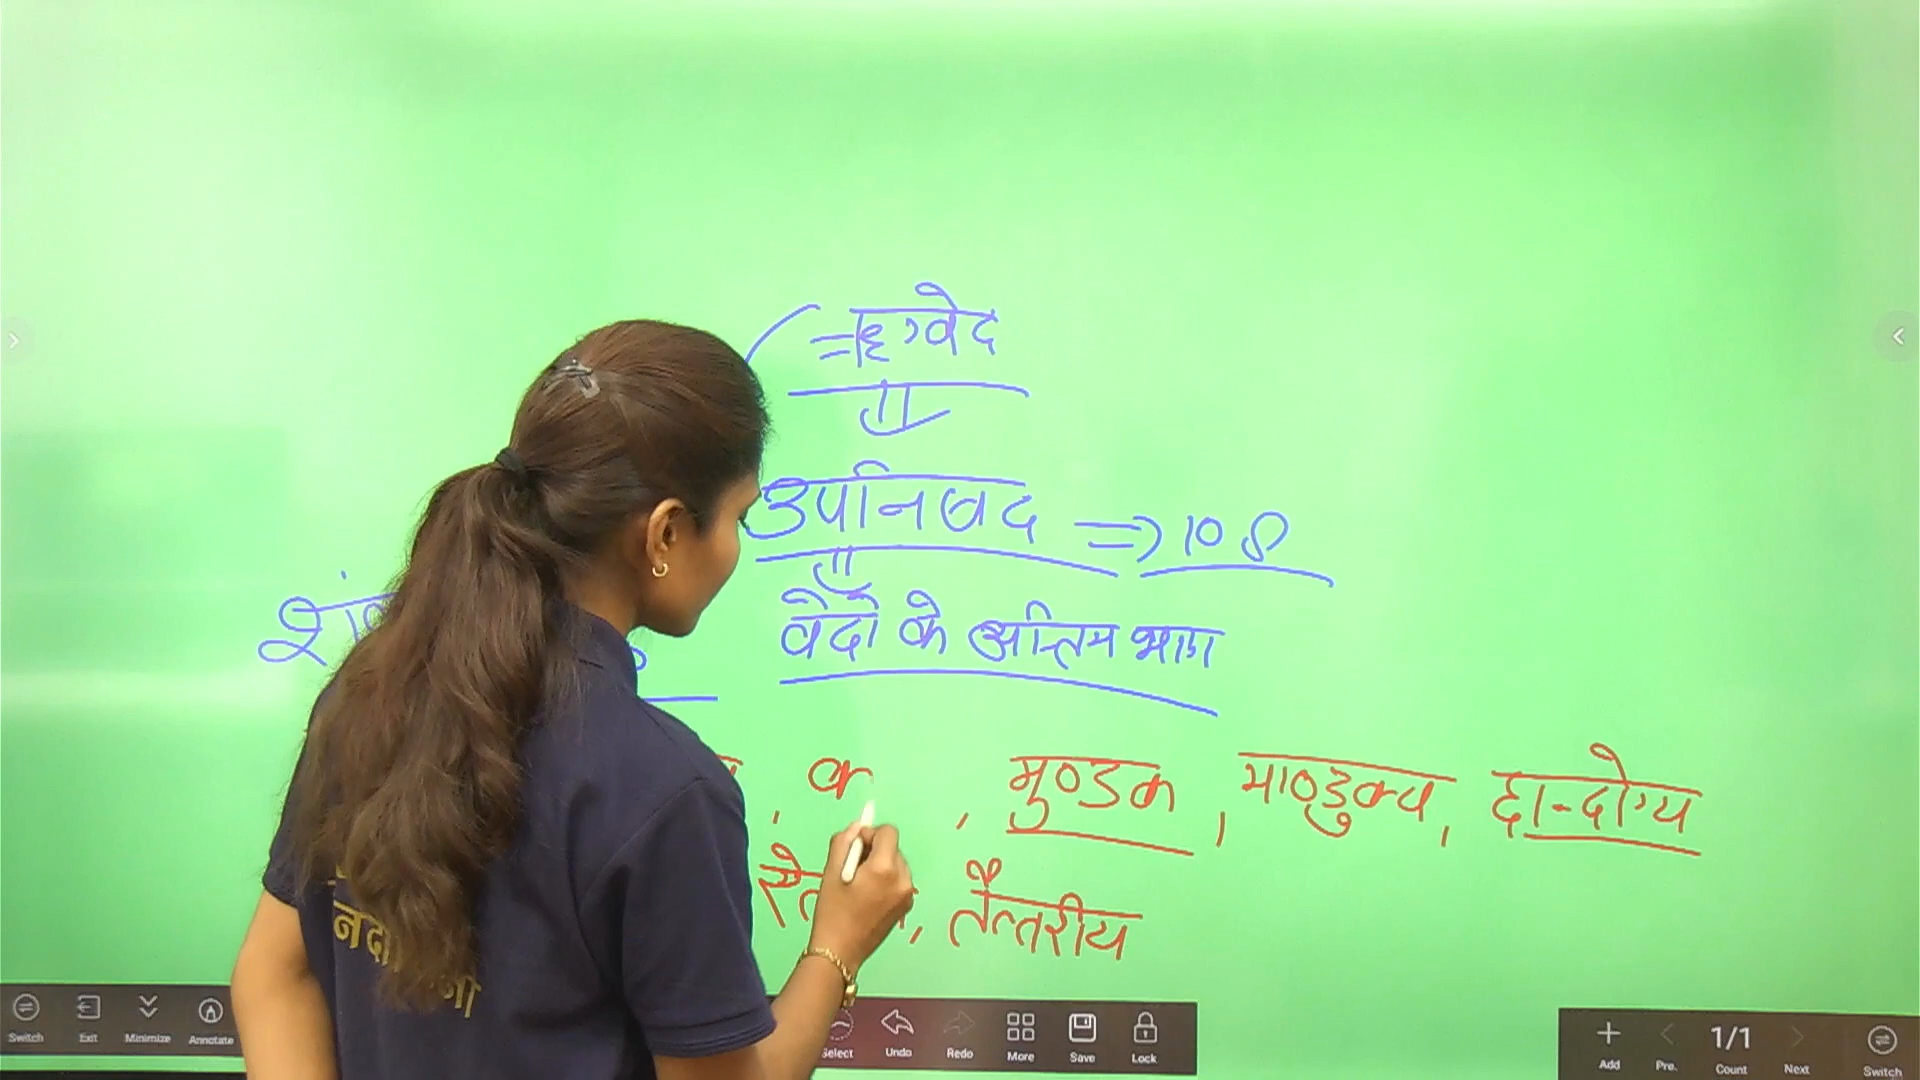 =ऋग्वेद
उपनिषद => 108
वेदों के अन्तिम भाग
, मुण्डक, माण्डुक्य, छान्दोग्य
, तैत्तरीय
Switch Exit Minimize Annotate Select Undo Redo More Save Lock Add Pre. 1/1 Count Next Switch